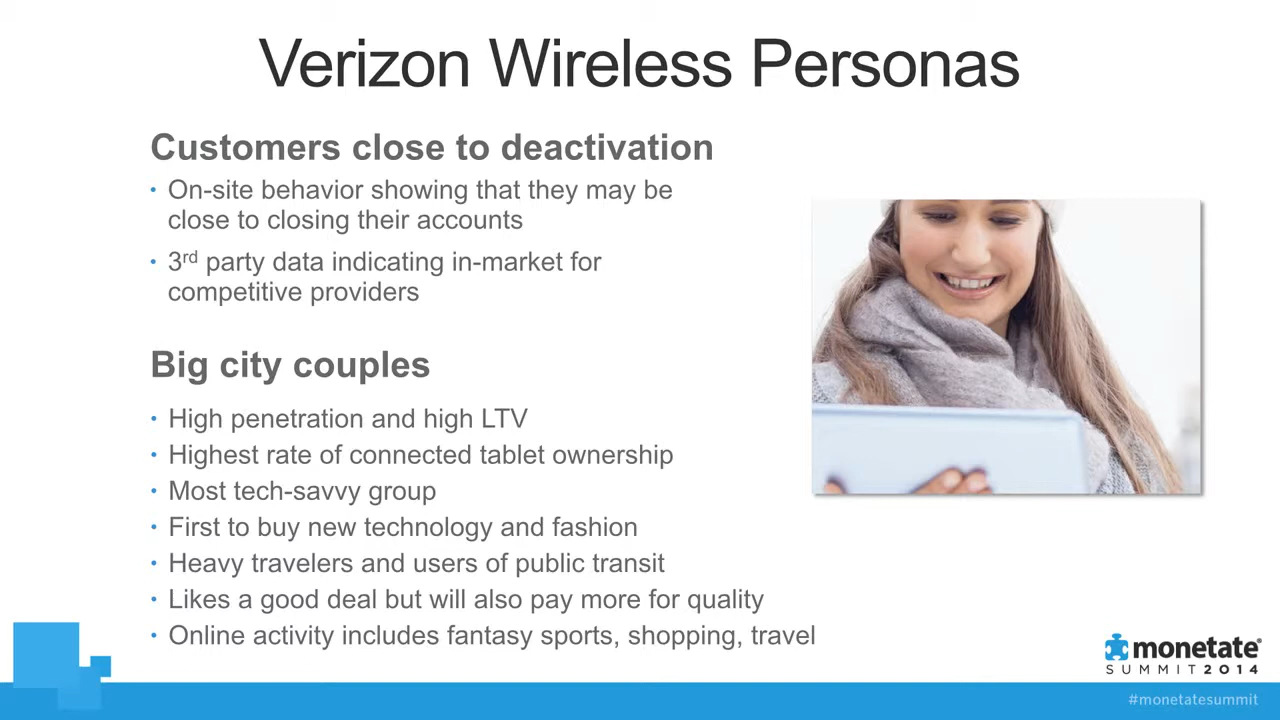 Verizon Wireless Personas
Customers close to deactivation
• On-site behavior showing that they may be
close to closing their accounts
• 3rd party data indicating in-market for
competitive providers
Big city couples
• High penetration and high LTV
• Highest rate of connected tablet ownership
• Most tech-savvy group
• First to buy new technology and fashion
• Heavy travelers and users of public transit
• Likes a good deal but will also pay more for quality
• Online activity includes fantasy sports, shopping, travel
monetate®
SUMMIT2014
#monetatesummit